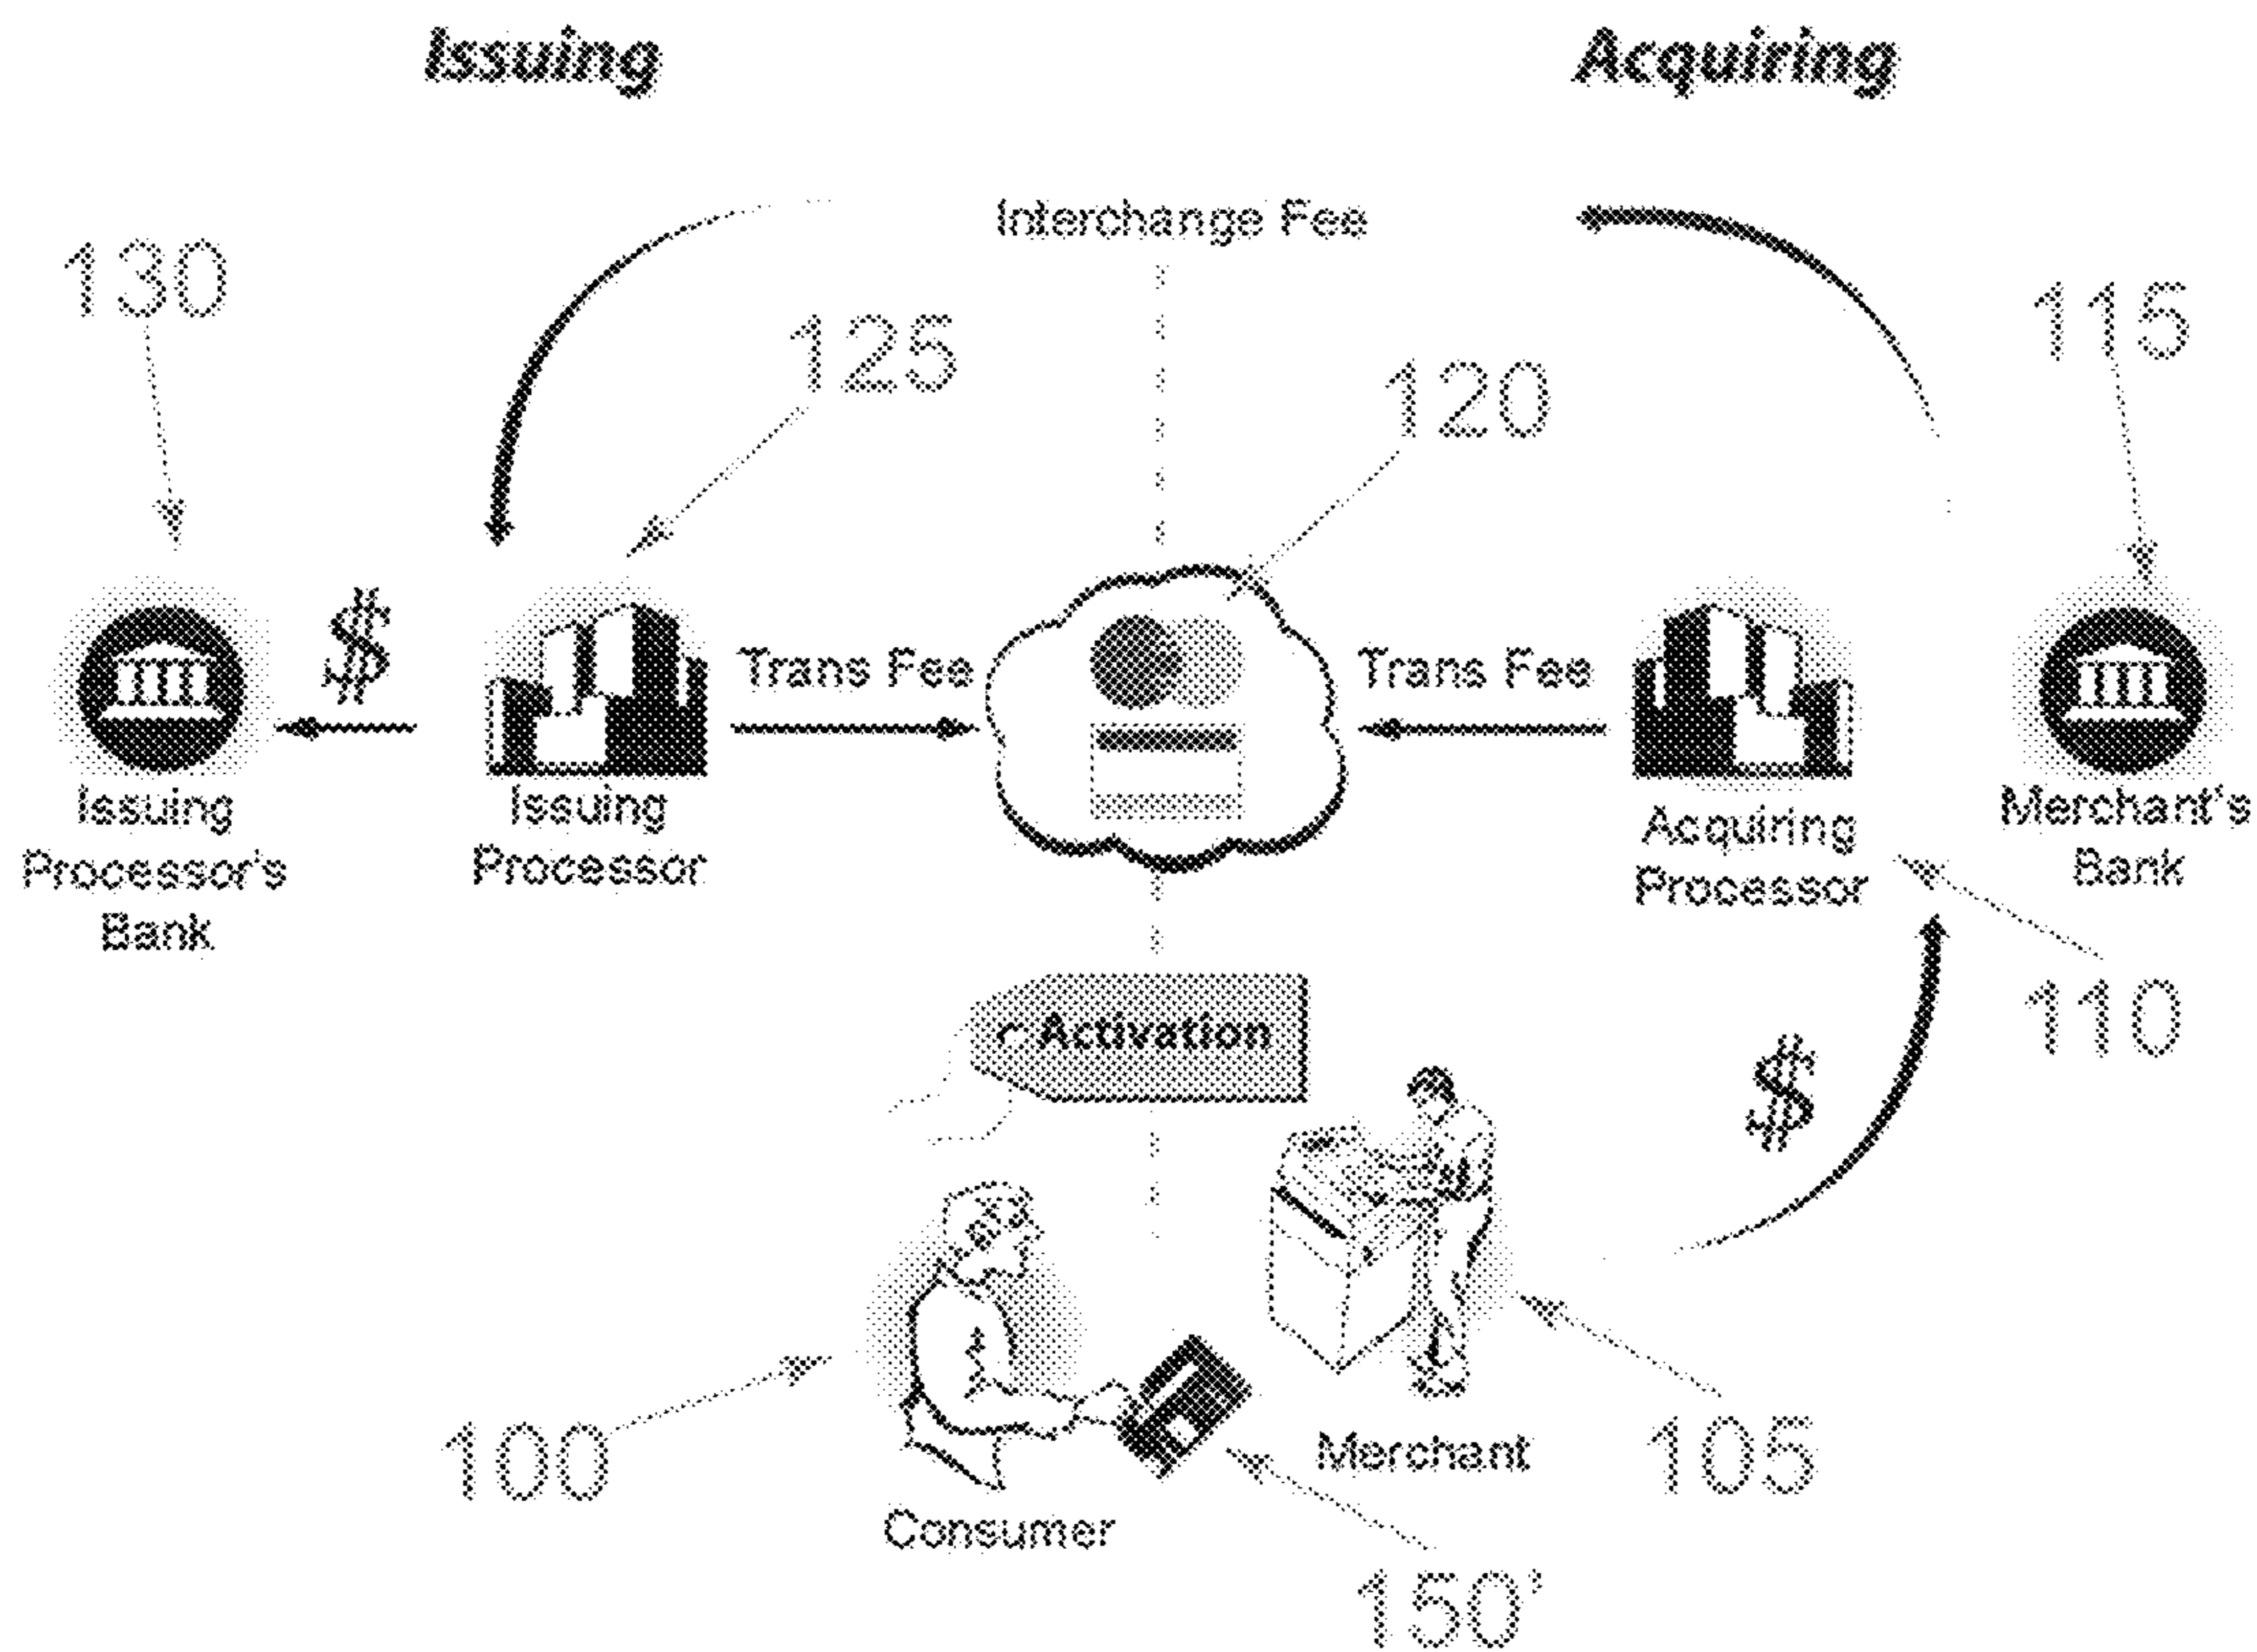 Issuing
Acquiring
Interchange Fee
130
125
120
115
$
Trans Fee
Trans Fee
Issuing
Processor's
Bank
Issuing
Processor
Acquiring
Processor
Merchant's
Bank
110
Activation
$
100
Consumer
Merchant
105
150'